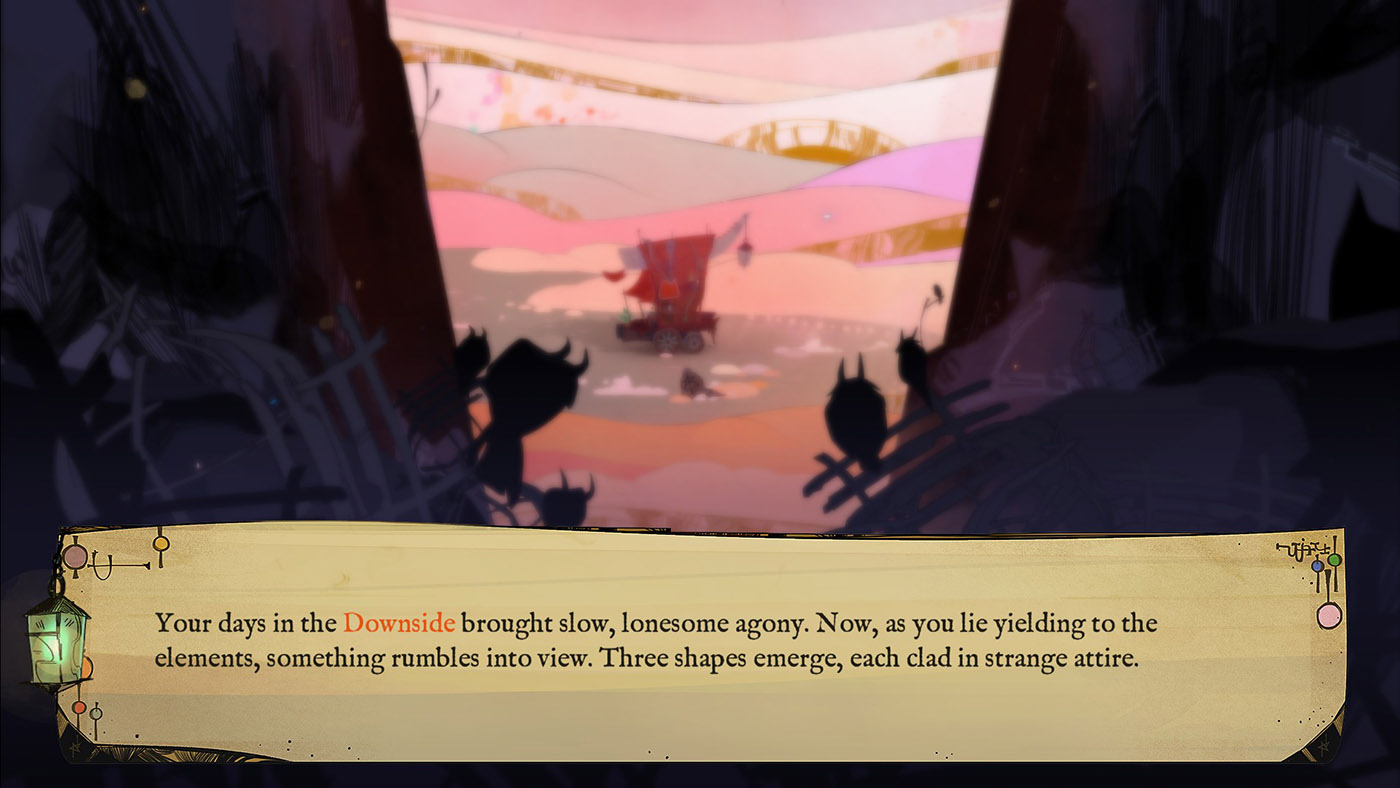 Your days in the Downside brought slow, lonesome agony. Now, as you lie yielding to the
elements, something rumbles into view. Three shapes emerge, each clad in strange attire.